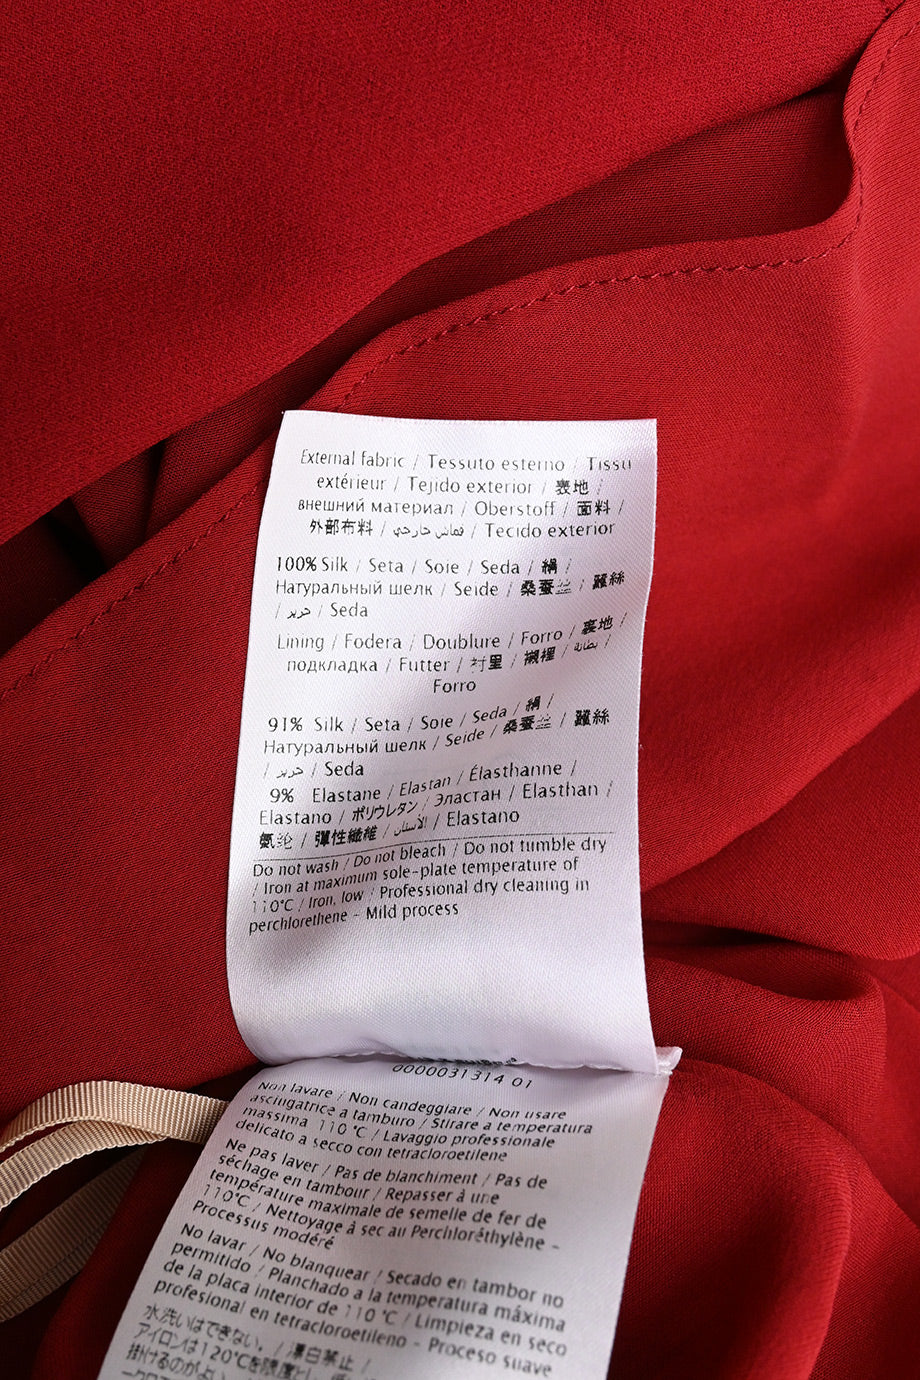 External fabric / Tessuto esterno / Tissu
extérieur / Tejido exterior / 表地 /
внешний материал / Oberstoff / 面料 /
外部布料 / قماش خارجي / Tecido exterior
100% Silk / Seta / Soie / Seda / 絹 /
Натуральный шелк / Seide / 桑蚕丝 / 蠶絲
/ حرير / Seda
Lining / Fodera / Doublure / Forro / 裏地 /
подкладка / Futter / 衬里 / 襯裡 / بطانة /
Forro
91% Silk / Seta / Soie / Seda / 絹 /
Натуральный шелк / Seide / 桑蚕丝 / 蠶絲
/ حرير / Seda
9% Elastane / Elastan / Élasthanne /
Elastano / ポリウレタン / Эластан / Elasthan /
氨纶 / 彈性纖維 / الأستان / Elastano
Do not wash / Do not bleach / Do not tumble dry
/ Iron at maximum sole-plate temperature of
110°C / Iron, low / Professional dry cleaning in
perchlorethene - Mild process
0000031314 01
Non lavare / Non candeggiare / Non usare
asciugatrice a tamburo / Stirare a temperatura
massima 110 °C / Lavaggio professionale
delicato a secco con tetracloroetilene
Ne pas laver / Pas de blanchiment / Pas de
séchage en tambour / Repasser à une
température maximale de semelle de fer de
110°C / Nettoyage à sec au Perchloréthylène -
Processus modéré
No lavar / No blanquear / Secado en tambor no
permitido / Planchado a la temperatura máxima
de la placa interior de 110 °C / Limpieza en seco
profesional en tetracloroetileno - Proceso suave
水洗いはできない。 / 漂白禁止 /
アイロンは120℃を限度とし、
掛けるのがよい